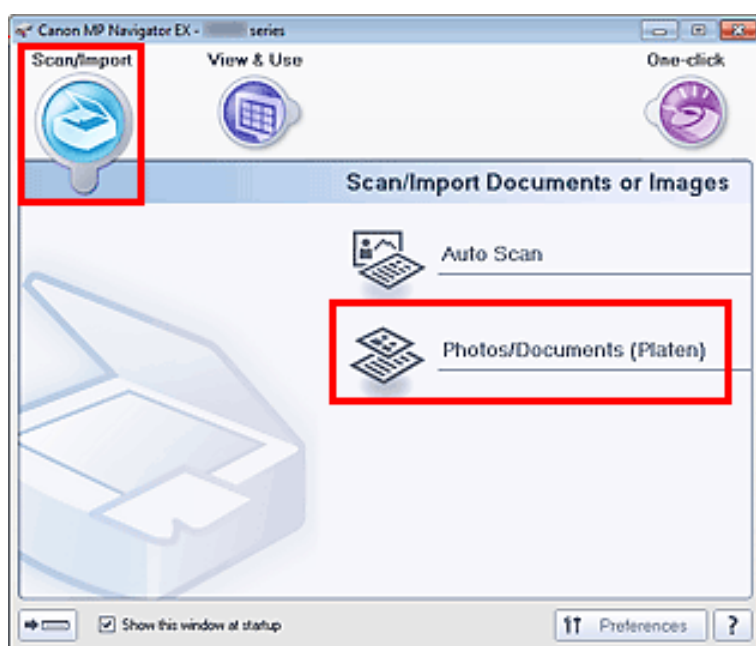 Canon MP Navigator EX - series
Scan/Import View & Use One-click
Scan/Import Documents or Images
Auto Scan
Photos/Documents (Platen)
Show this window at startup Preferences ?